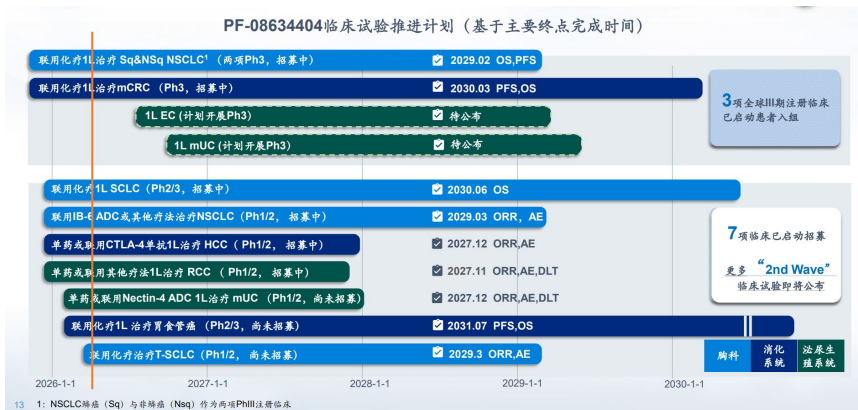 PF-08634404临床试验推进计划（基于主要终点完成时间）
联用化疗1L治疗 Sq&NSq NSCLC¹ （两项Ph3，招募中） 2029.02 OS,PFS
联用化疗1L治疗mCRC（Ph3，招募中） 2030.03 PFS,OS
1L EC (计划开展Ph3） 待公布
1L mUC (计划开展Ph3） 待公布
3项全球III期注册临床
已启动患者入组
联用化疗1L SCLC（Ph2/3，招募中） 2030.06 OS
联用IB-6 ADC或其他疗法治疗NSCLC（Ph1/2，招募中） 2029.03 ORR, AE
单药或联用CTLA-4单抗1L治疗 HCC（ Ph1/2，招募中） 2027.12 ORR,AE
单药或联用其他疗法1L治疗 RCC （ Ph1/2，招募中） 2027.11 ORR,AE,DLT
单药或联用Nectin-4 ADC 1L治疗 mUC（Ph1/2，尚未招募） 2027.12 ORR,AE,DLT
联用化疗1L 治疗胃食管癌（Ph2/3，尚未招募） 2031.07 PFS,OS
联用化疗治疗T-SCLC（Ph1/2，尚未招募） 2029.3 ORR,AE
7项临床已启动招募
更多 “2nd Wave”
临床试验即将公布
胸科
消化
系统
泌尿生
殖系统
2026-1-1 2027-1-1 2028-1-1 2029-1-1 2030-1-1
13 1：NSCLC鳞癌（Sq）与非鳞癌（Nsq）作为两项PhIII注册临床